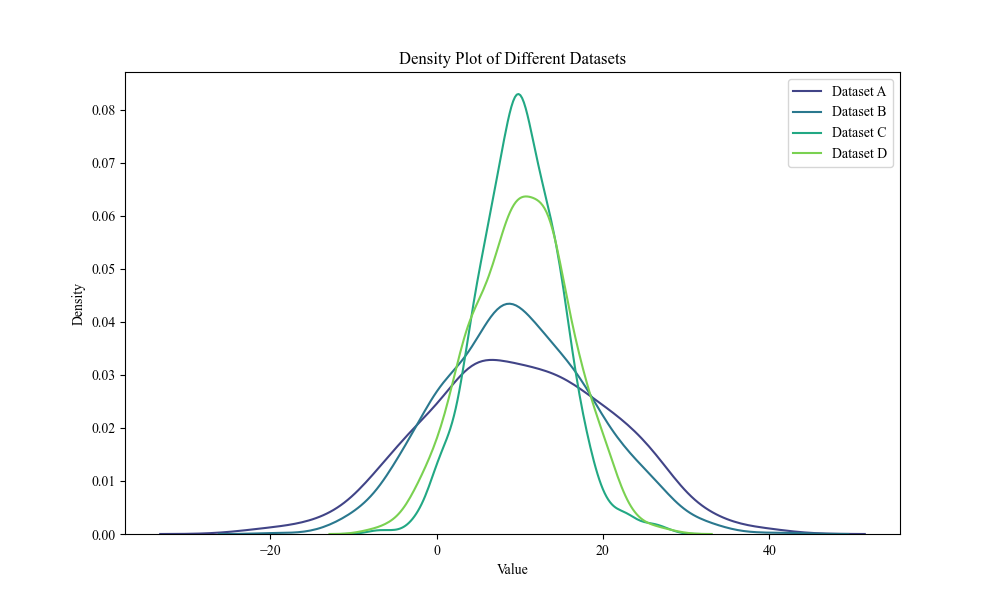 Density Plot of Different Datasets
Dataset A
Dataset B
Dataset C
Dataset D
0.08
0.07
0.06
0.05
0.04
0.03
0.02
0.01
0.00
Density
−20
0
20
40
Value